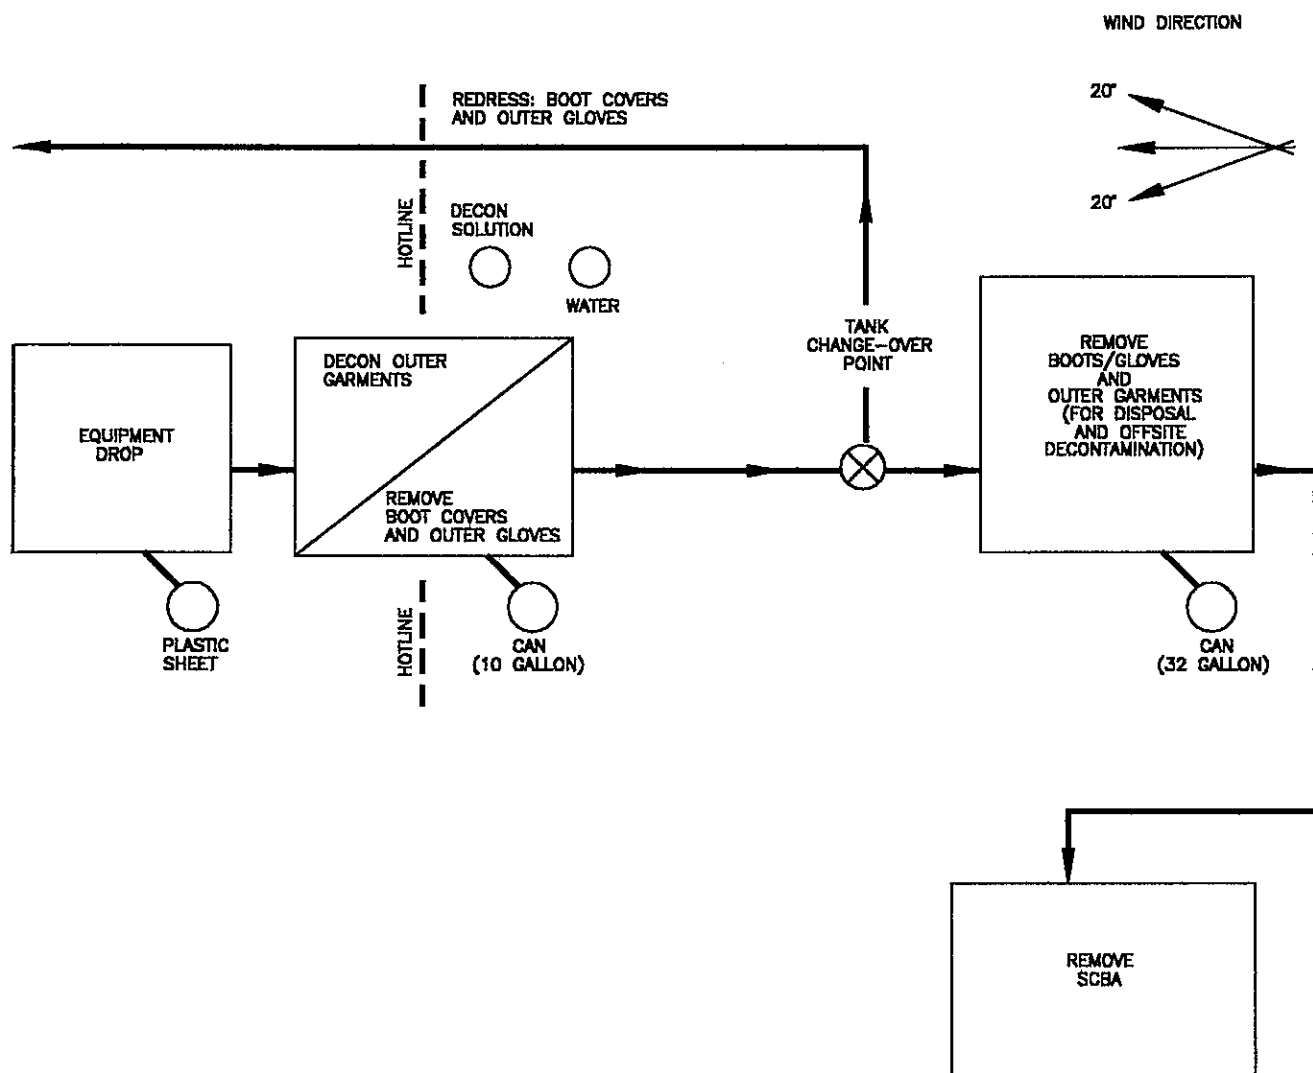 WIND DIRECTION
20°
20°
REDRESS: BOOT COVERS
AND OUTER GLOVES
HOTLINE
DECON
SOLUTION
WATER
TANK
CHANGE-OVER
POINT
EQUIPMENT
DROP
DECON OUTER
GARMENTS
REMOVE
BOOT COVERS
AND OUTER GLOVES
REMOVE
BOOTS/GLOVES
AND
OUTER GARMENTS
(FOR DISPOSAL
AND OFFSITE
DECONTAMINATION)
PLASTIC
SHEET
HOTLINE
CAN
(10 GALLON)
CAN
(32 GALLON)
REMOVE
SCBA